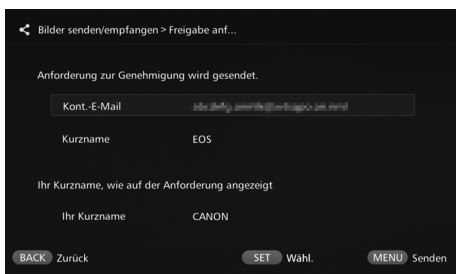 Bilder senden/empfangen > Freigabe anf...
Anforderung zur Genehmigung wird gesendet.
Kont.-E-Mail
Kurzname EOS
Ihr Kurzname, wie auf der Anforderung angezeigt
Ihr Kurzname CANON
BACK Zurück SET Wähl. MENU Senden